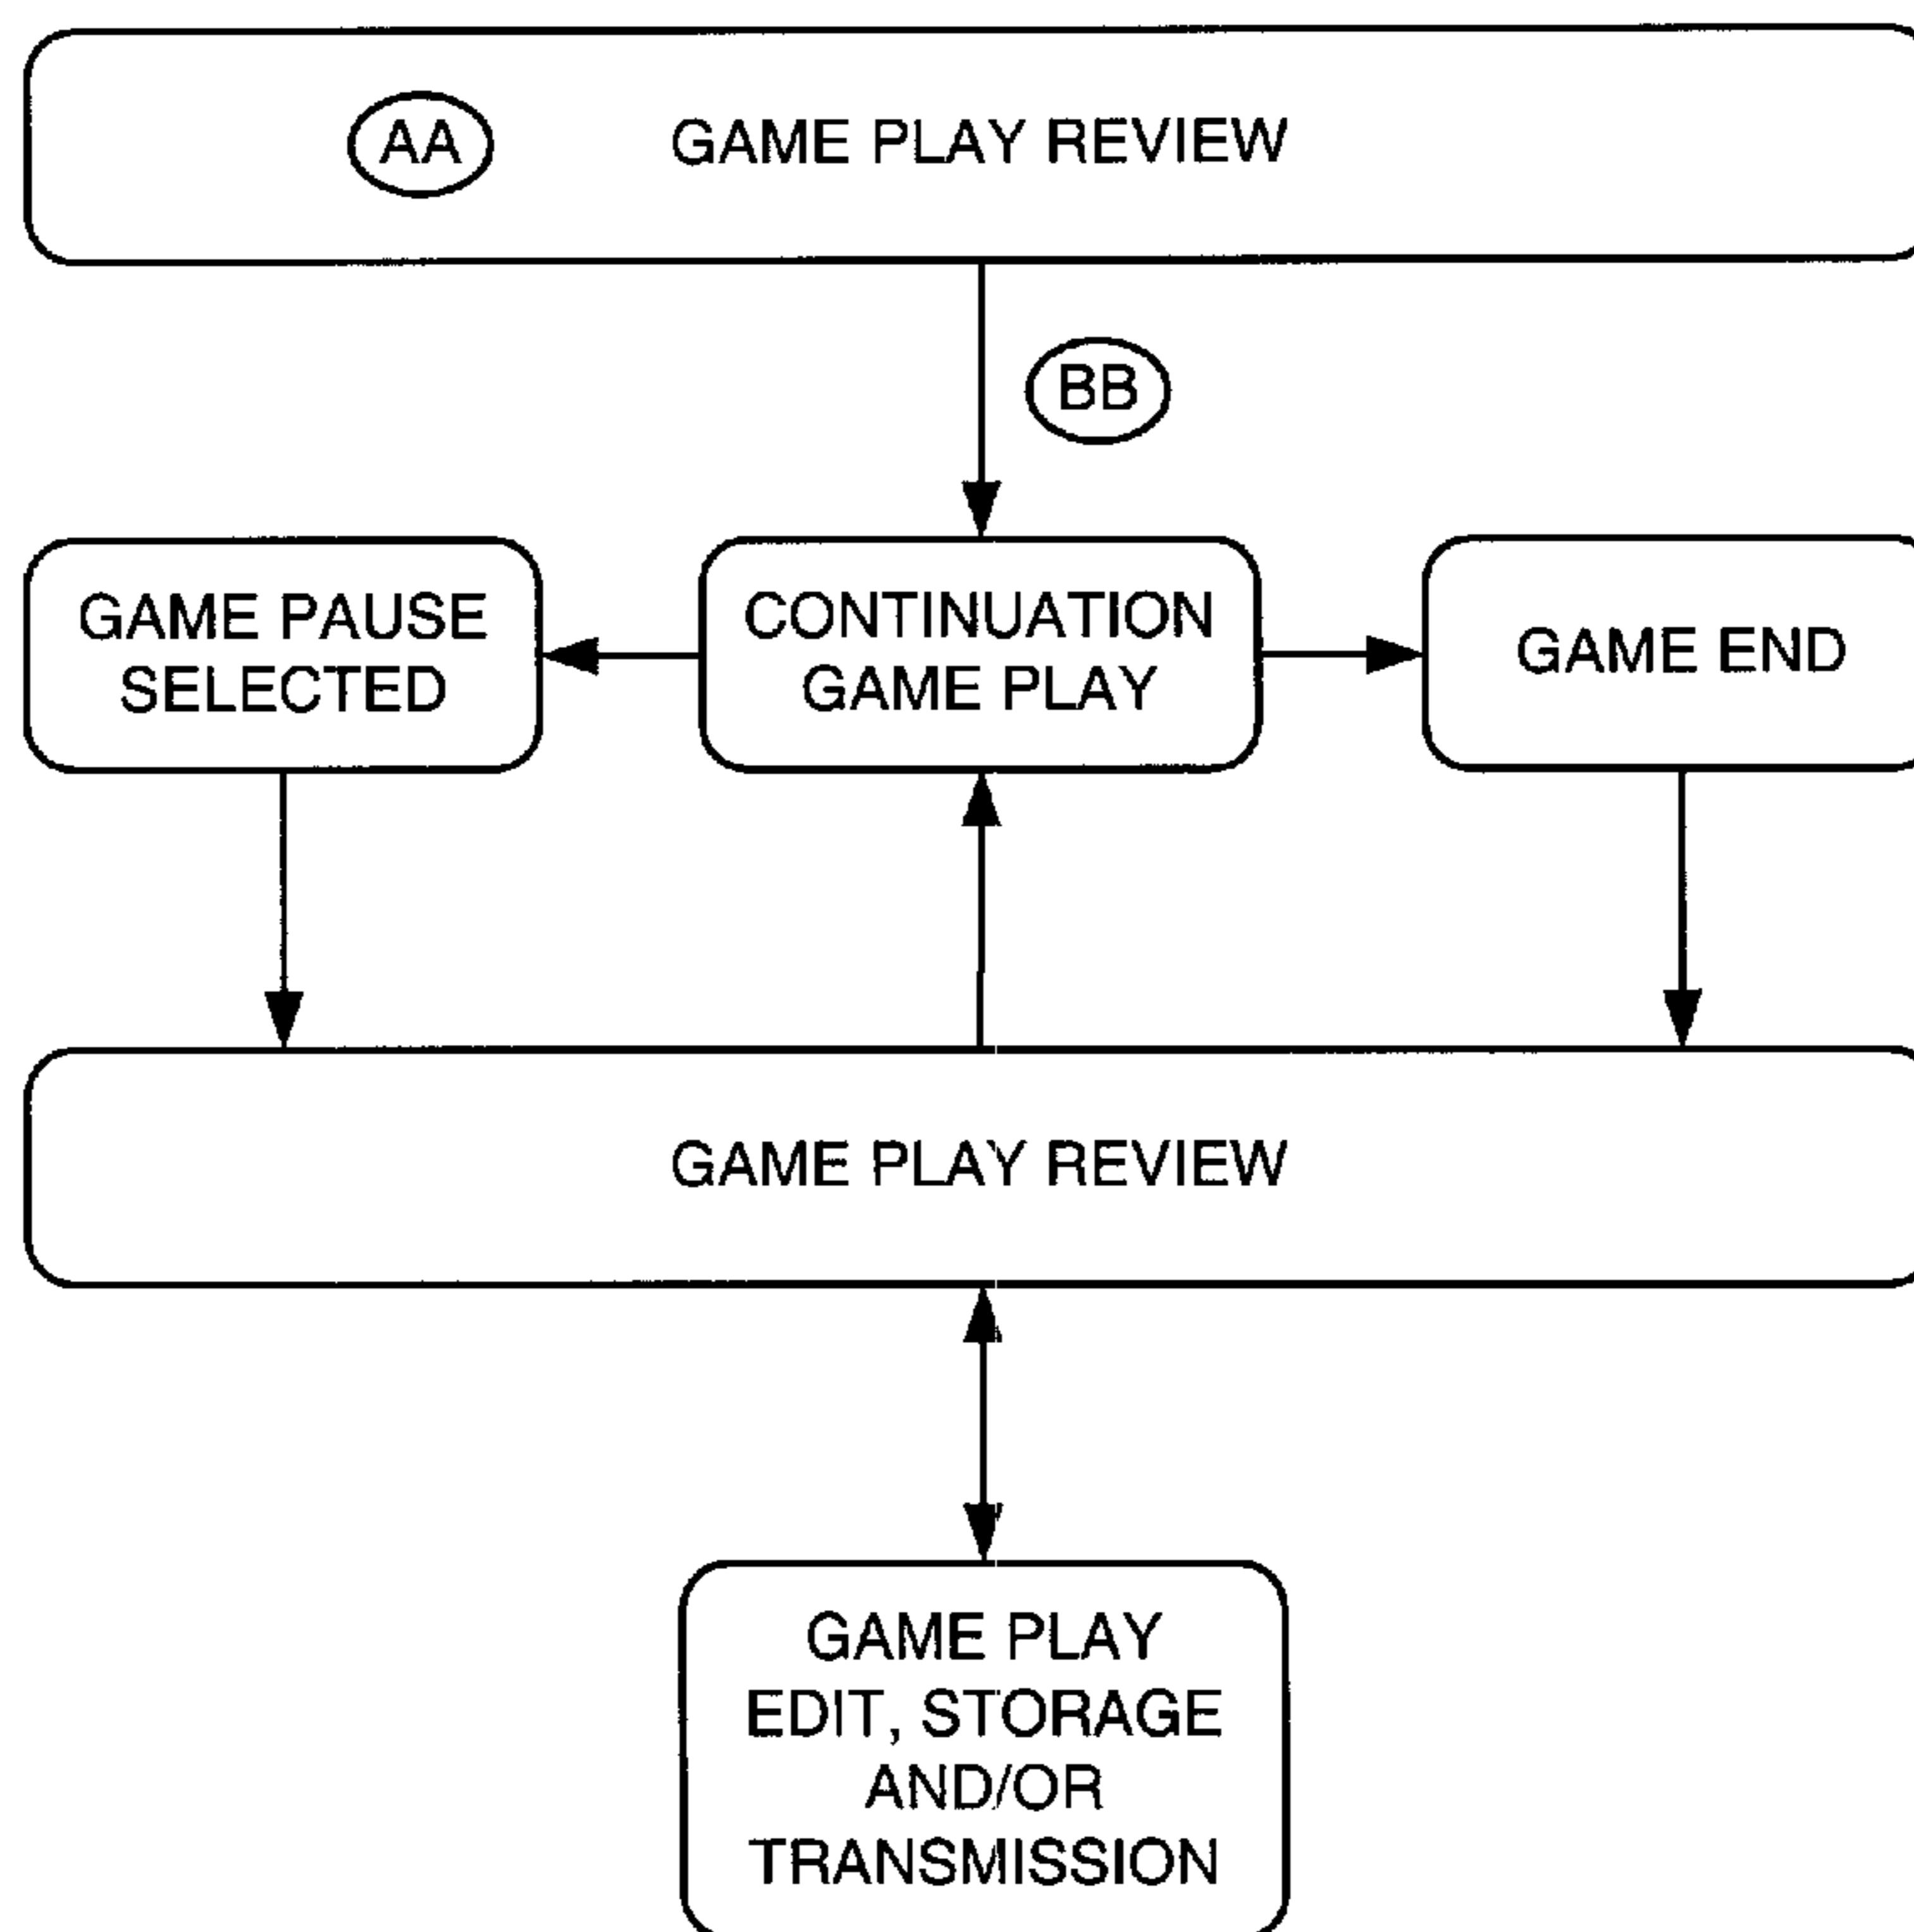 AA GAME PLAY REVIEW
BB
GAME PAUSE
SELECTED
CONTINUATION
GAME PLAY
GAME END
GAME PLAY REVIEW
GAME PLAY
EDIT, STORAGE
AND/OR
TRANSMISSION